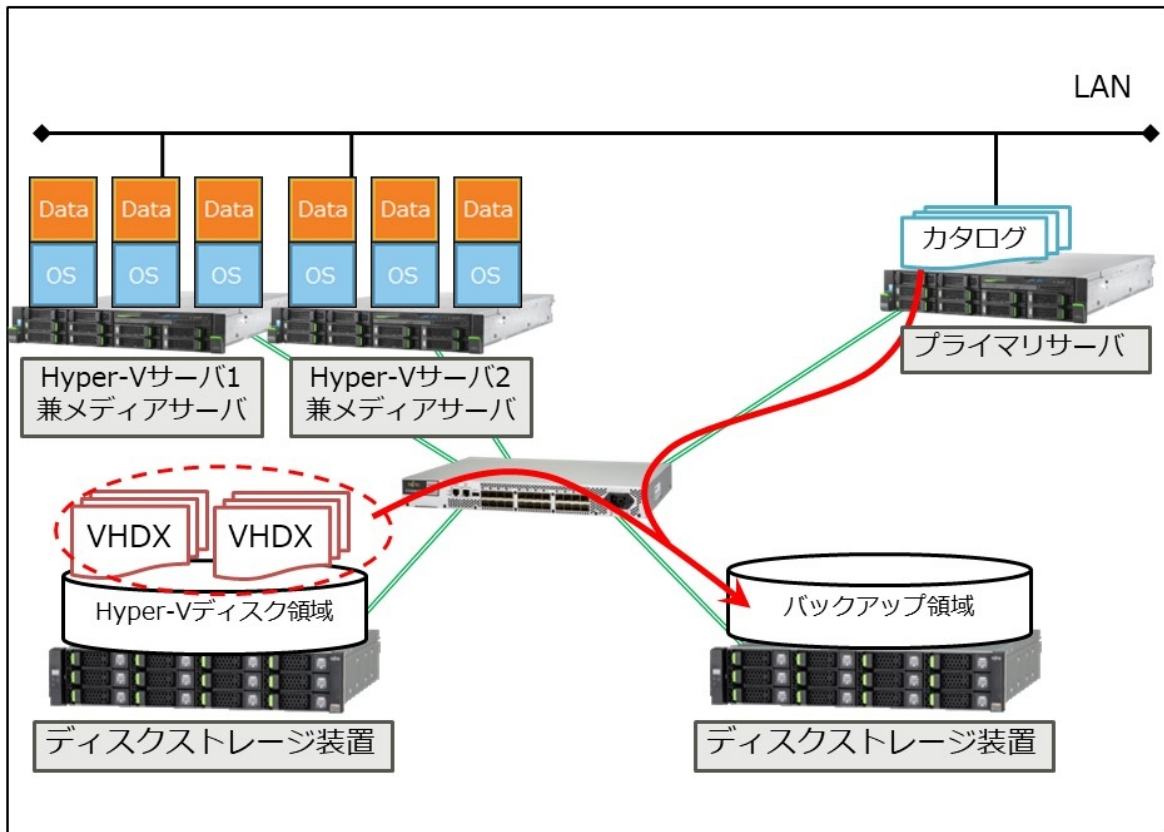 LAN
Data Data Data Data Data Data
OS OS OS OS OS OS
カタログ
Hyper-Vサーバ1
兼メディアサーバ
Hyper-Vサーバ2
兼メディアサーバ
プライマリサーバ
VHDX VHDX
Hyper-Vディスク領域
バックアップ領域
ディスクストレージ装置
ディスクストレージ装置